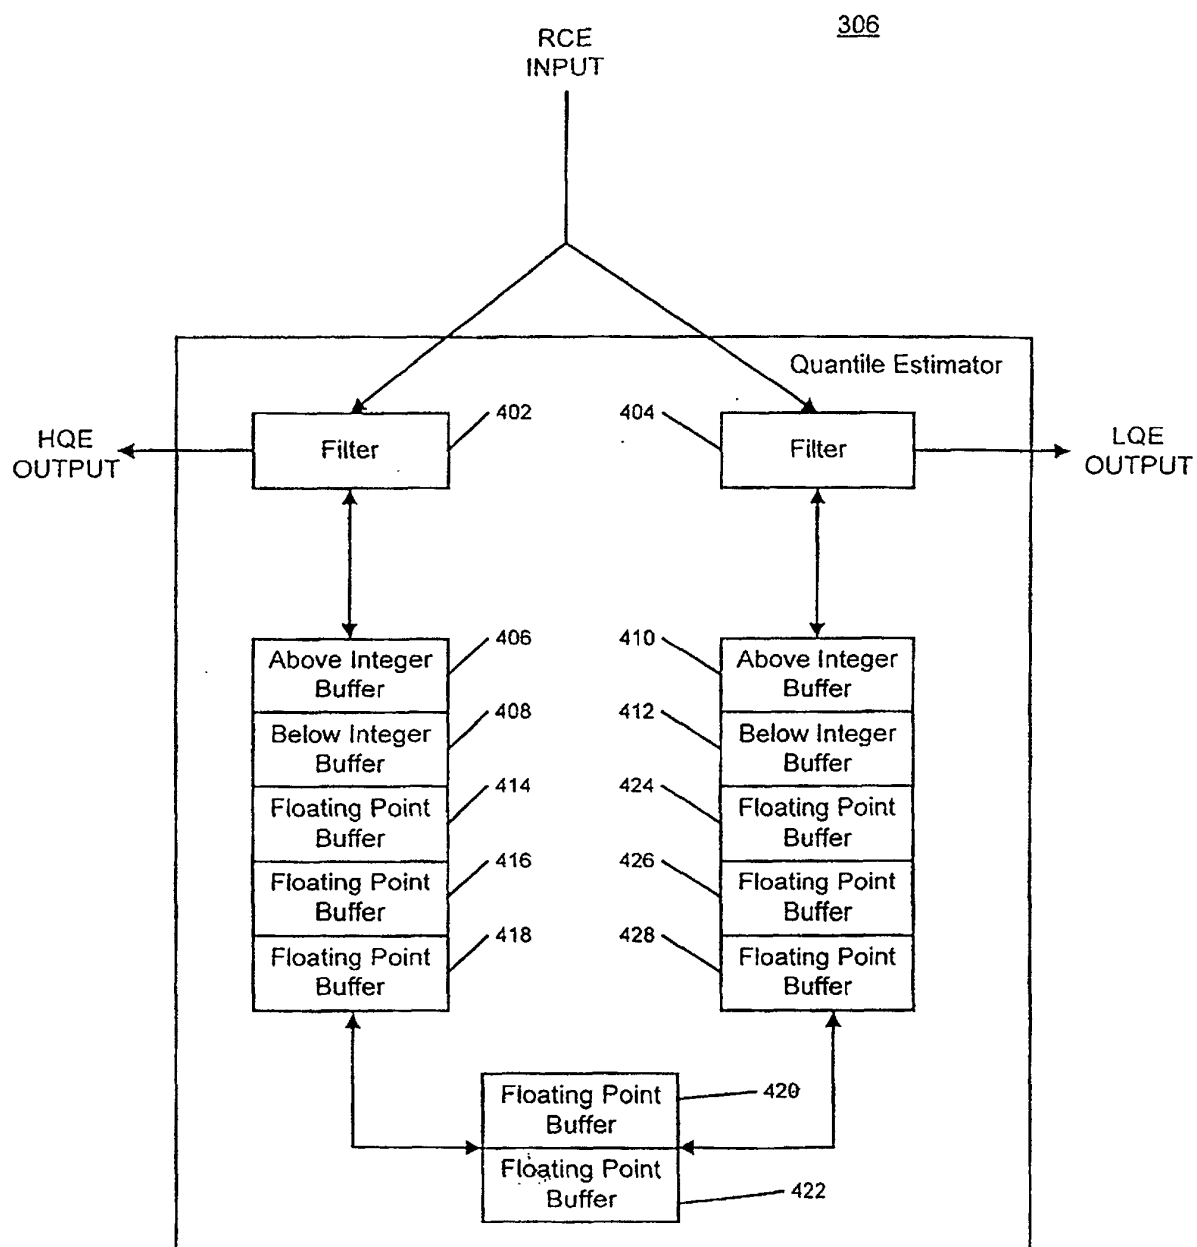 306
RCE
INPUT
Quantile Estimator
402
404
Filter
Filter
HQE
OUTPUT
LQE
OUTPUT
406
410
Above Integer
Buffer
Above Integer
Buffer
408
412
Below Integer
Buffer
Below Integer
Buffer
414
424
Floating Point
Buffer
Floating Point
Buffer
416
426
Floating Point
Buffer
Floating Point
Buffer
418
428
Floating Point
Buffer
Floating Point
Buffer
Floating Point
Buffer
420
Floating Point
Buffer
422